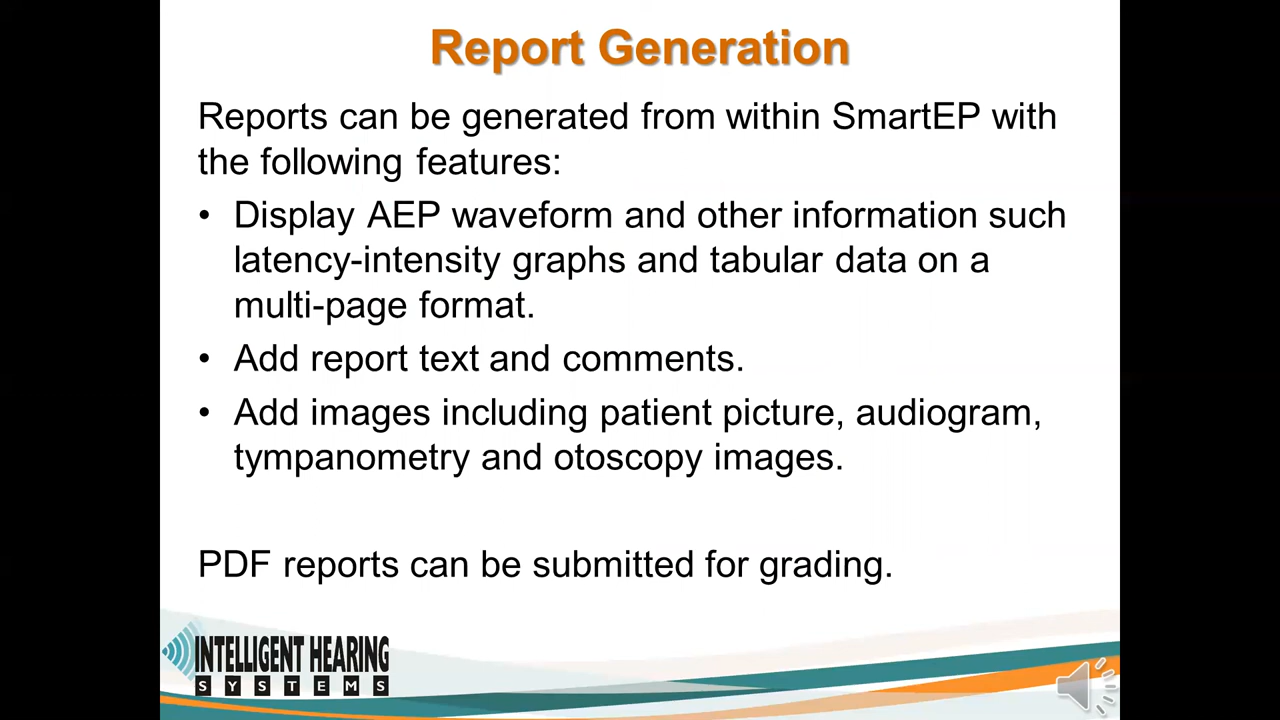 Report Generation
Reports can be generated from within SmartEP with
the following features:
• Display AEP waveform and other information such
latency-intensity graphs and tabular data on a
multi-page format.
• Add report text and comments.
• Add images including patient picture, audiogram,
tympanometry and otoscopy images.
PDF reports can be submitted for grading.
INTELLIGENT HEARING
SYSTEMS